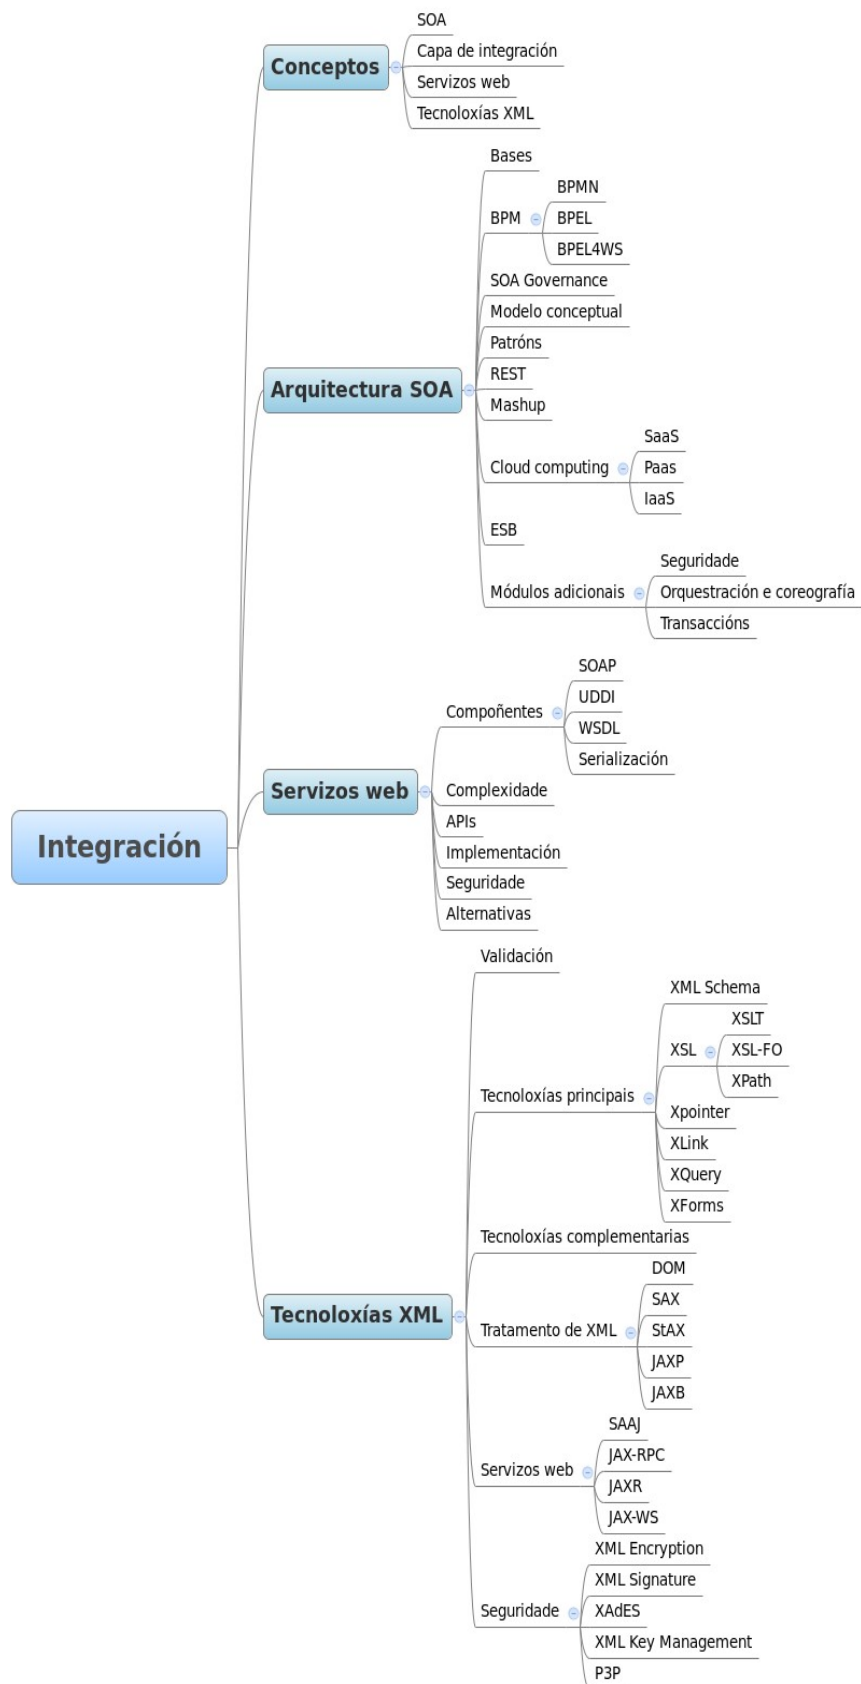 Integración
Conceptos
SOA
Capa de integración
Servizos web
Tecnoloxías XML
Arquitectura SOA
Bases
BPM
BPMN
BPEL
BPEL4WS
SOA Governance
Modelo conceptual
Patróns
REST
Mashup
Cloud computing
SaaS
Paas
IaaS
ESB
Módulos adicionais
Seguridade
Orquestración e coreografía
Transaccións
Servizos web
Compoñentes
SOAP
UDDI
WSDL
Serialización
Complexidade
APIs
Implementación
Seguridade
Alternativas
Tecnoloxías XML
Validación
Tecnoloxías principais
XML Schema
XSL
XSLT
XSL-FO
XPath
Xpointer
XLink
XQuery
XForms
Tecnoloxías complementarias
Tratamento de XML
DOM
SAX
StAX
JAXP
JAXB
Servizos web
SAAJ
JAX-RPC
JAXR
JAX-WS
Seguridade
XML Encryption
XML Signature
XAdES
XML Key Management
P3P